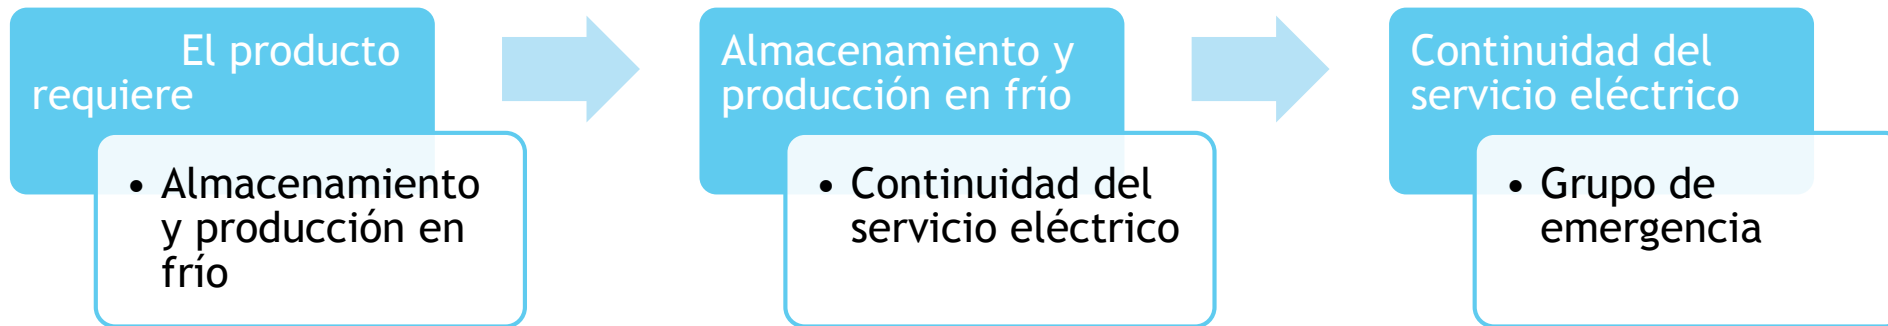 El producto
requiere
• Almacenamiento
y producción en
frío
Almacenamiento y
producción en frío
• Continuidad del
servicio eléctrico
Continuidad del
servicio eléctrico
• Grupo de
emergencia